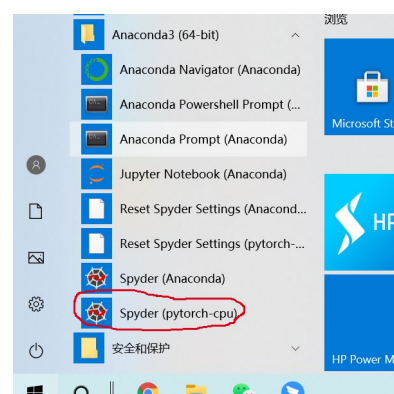 浏览
Anaconda3 (64-bit)
Anaconda Navigator (Anaconda)
Anaconda Powershell Prompt (...
Anaconda Prompt (Anaconda)
Jupyter Notebook (Anaconda)
Reset Spyder Settings (Anacond...
Reset Spyder Settings (pytorch-...
Spyder (Anaconda)
Spyder (pytorch-cpu)
安全和保护
Microsoft St
HP
HP Power M